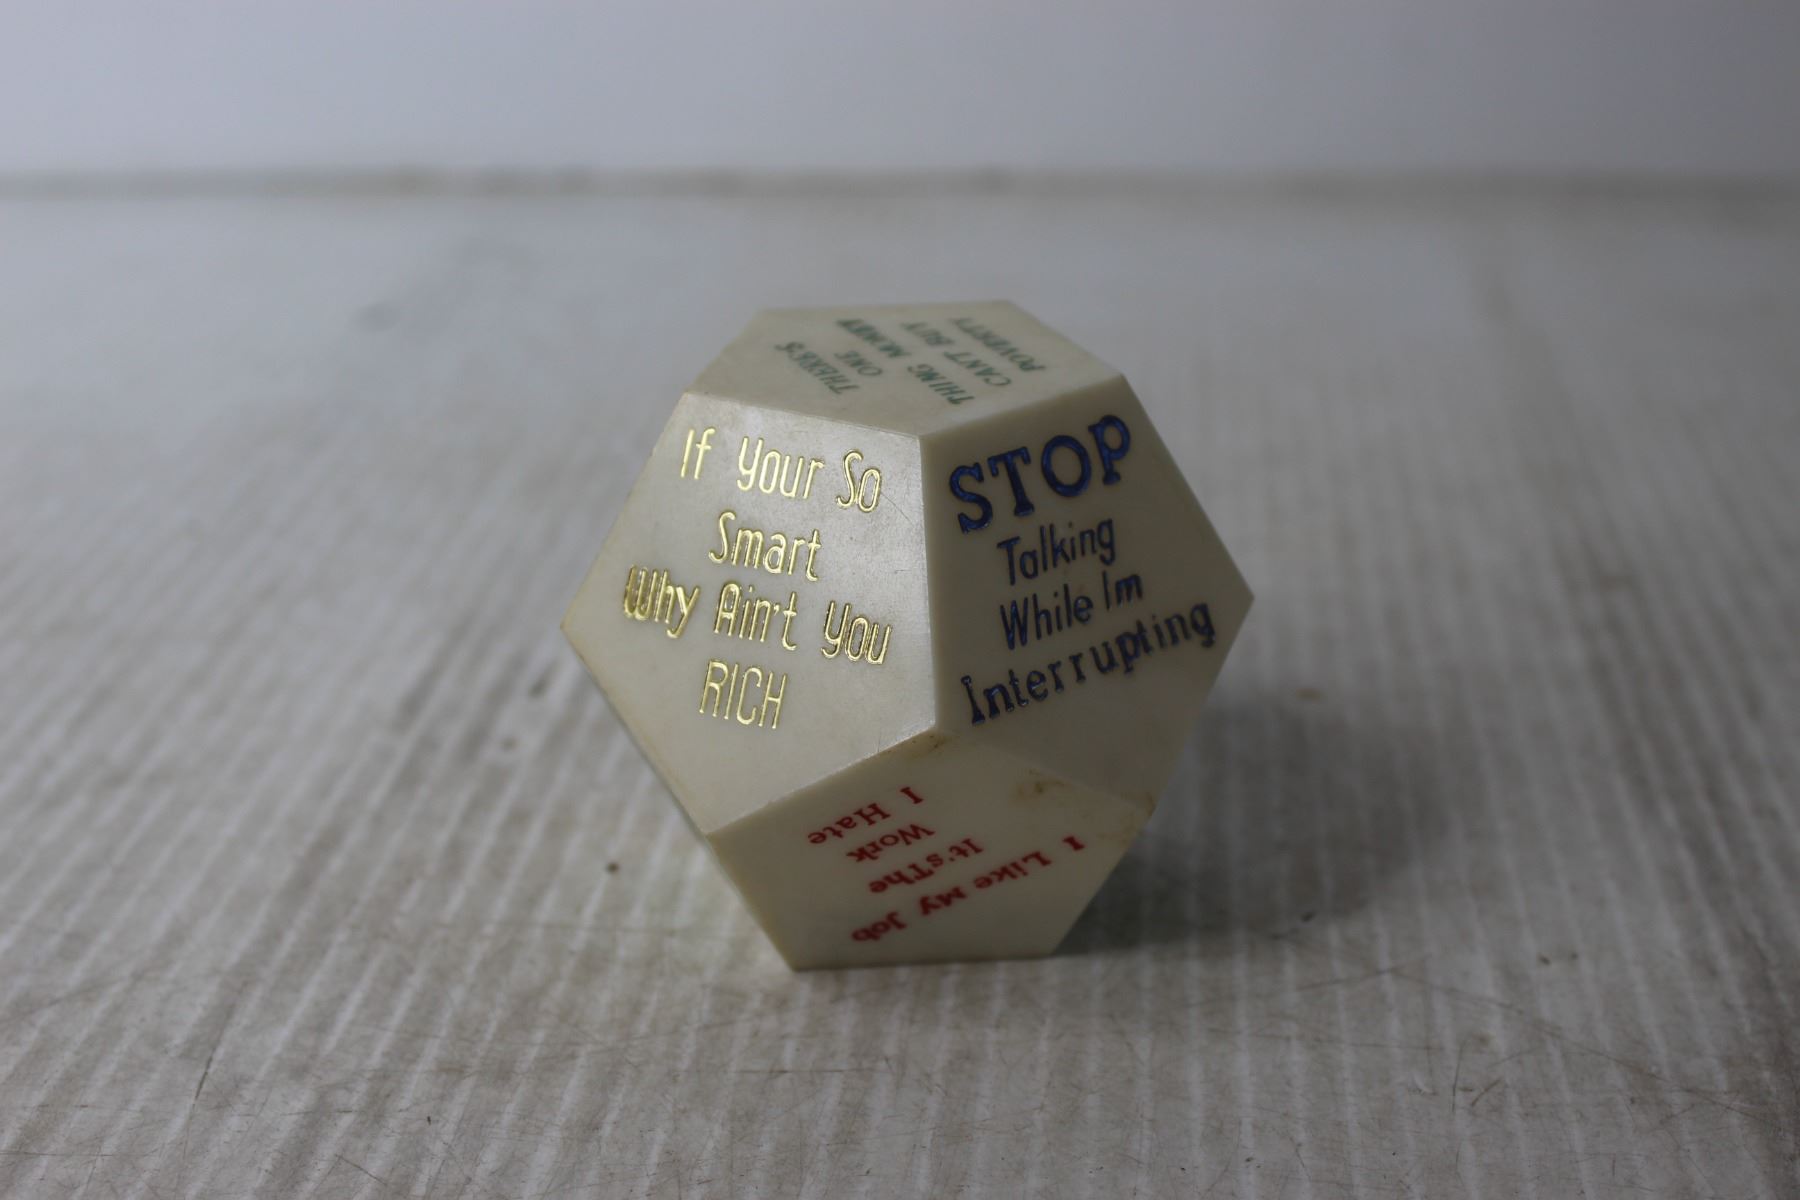 THERE'S
ONE
THING MONEY
CAN'T BUY
POVERTY
If Your So
Smart
Why Ain't You
RICH
STOP
Talking
While Im
Interrupting
I Like My Job
It's The
Work
I Hate